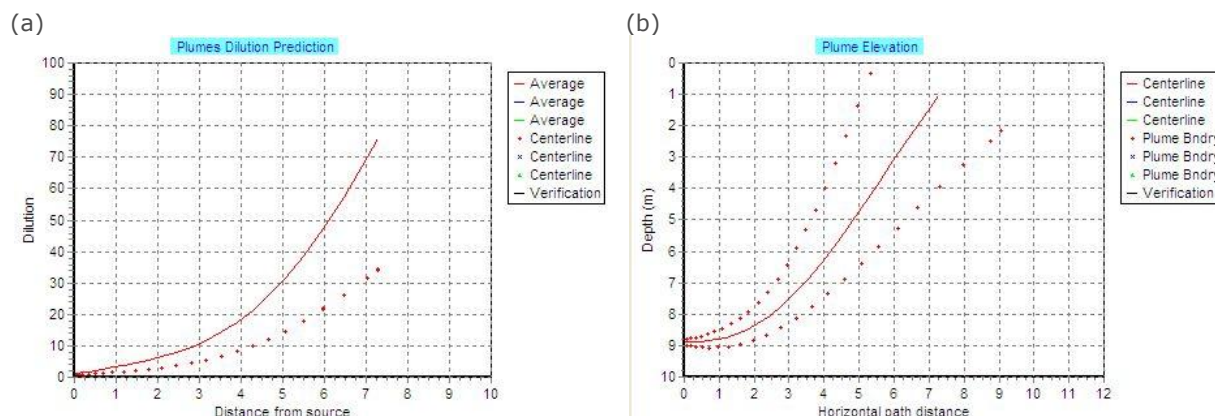 (a)
Plumes Dilution Prediction
100
90
80
70
60
50
40
30
20
10
0
Dilution
0 1 2 3 4 5 6 7 8 9 10
Distance from source
Average
Average
Average
Centerline
Centerline
Centerline
Verification
(b)
Plume Elevation
0
1
2
3
4
5
6
7
8
9
10
Depth (m)
0 1 2 3 4 5 6 7 8 9 10 11 12
Horizontal path distance
Centerline
Centerline
Centerline
Plume Bndry
Plume Bndry
Plume Bndry
Verification